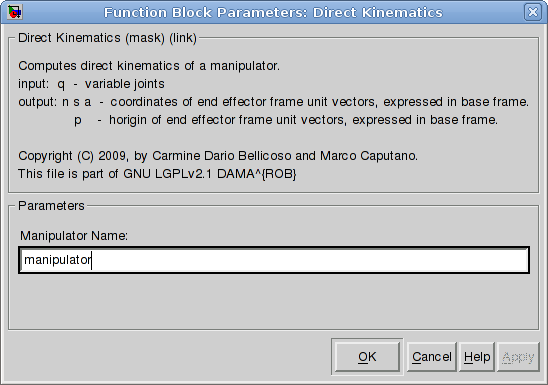 Function Block Parameters: Direct Kinematics
Direct Kinematics (mask) (link)
Computes direct kinematics of a manipulator.
input: q - variable joints
output: n s a - coordinates of end effector frame unit vectors, expressed in base frame.
p - horigin of end effector frame unit vectors, expressed in base frame.
Copyright (C) 2009, by Carmine Dario Bellicoso and Marco Caputano.
This file is part of GNU LGPLv2.1 DAMA^{ROB}
Parameters
Manipulator Name:
manipulator
OK Cancel Help Apply